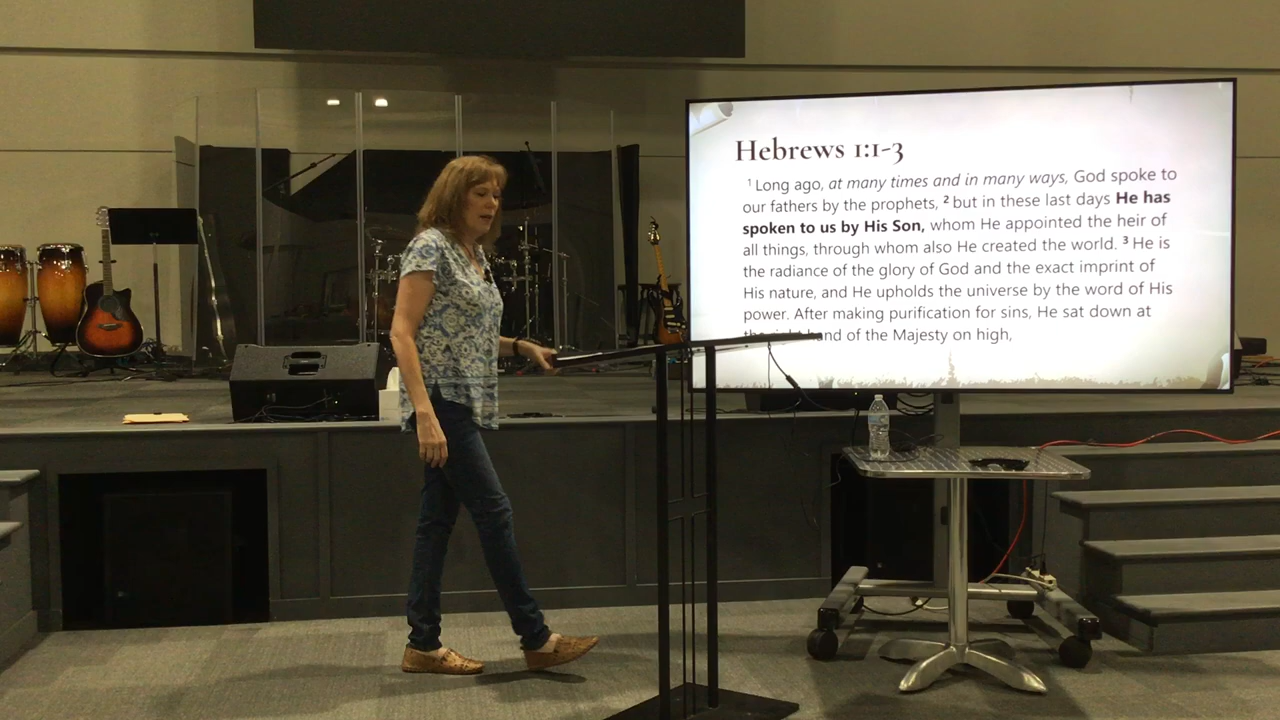 Hebrews 1:1-3
1 Long ago, at many times and in many ways, God spoke to
our fathers by the prophets, 2 but in these last days He has
spoken to us by His Son, whom He appointed the heir of
all things, through whom also He created the world. 3 He is
the radiance of the glory of God and the exact imprint of
His nature, and He upholds the universe by the word of His
power. After making purification for sins, He sat down at
the right hand of the Majesty on high,